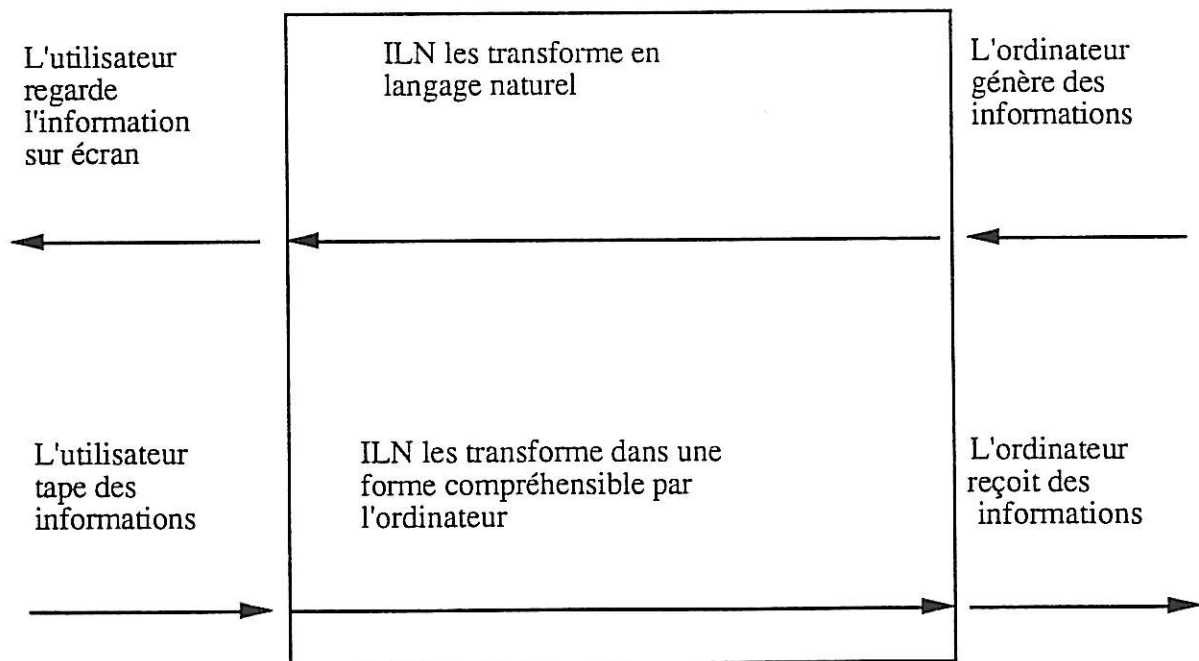 L'utilisateur
regarde
l'information
sur écran
ILN les transforme en
langage naturel
L'ordinateur
génère des
informations
L'utilisateur
tape des
informations
ILN les transforme dans une
forme compréhensible par
l'ordinateur
L'ordinateur
reçoit des
informations